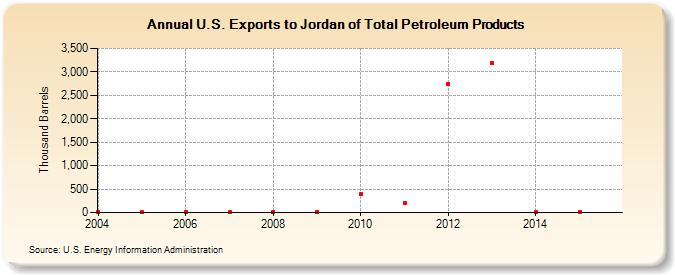 Annual U.S. Exports to Jordan of Total Petroleum Products
Thousand Barrels
3,500
3,000
2,500
2,000
1,500
1,000
500
0
2004 2006 2008 2010 2012 2014
Source: U.S. Energy Information Administration